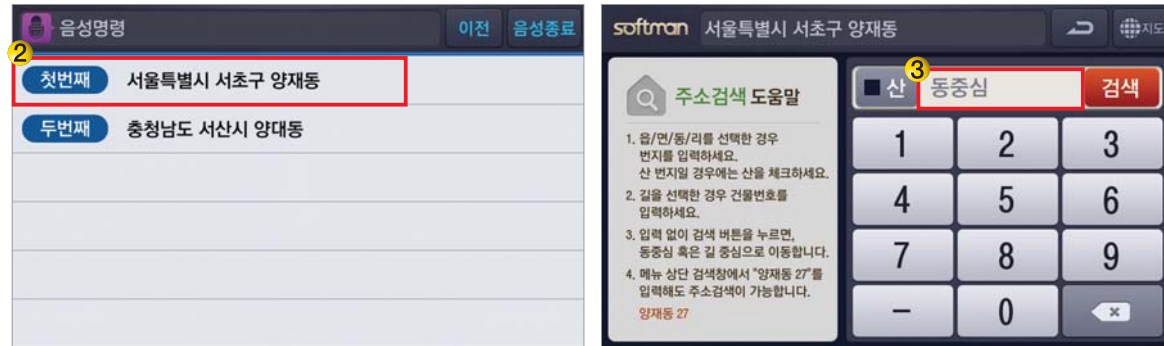 음성명령
이전
음성종료
2
첫번째 서울특별시 서초구 양재동
두번째 충청남도 서산시 양대동
softman 서울특별시 서초구 양재동
지도
주소검색 도움말
1. 읍/면/동/리를 선택한 경우
번지를 입력하세요.
산 번지일 경우에는 산을 체크하세요.
2. 길을 선택한 경우 건물번호를
입력하세요.
3. 입력 없이 검색 버튼을 누르면,
동중심 혹은 길 중심으로 이동합니다.
4. 메뉴 상단 검색창에서 "양재동 27"를
입력해도 주소검색이 가능합니다.
양재동 27
3
산 동중심 검색
1 2 3
4 5 6
7 8 9
– 0